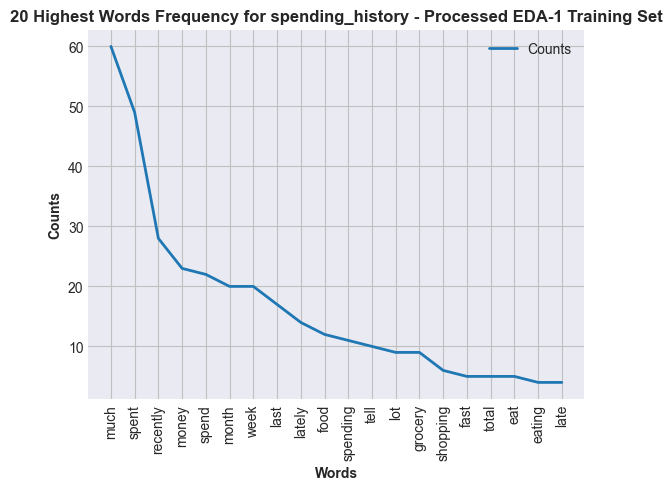 20 Highest Words Frequency for spending_history - Processed EDA-1 Training Set
Counts
60
50
40
30
20
10
Counts
much
spent
recently
money
spend
month
week
last
lately
food
spending
tell
lot
grocery
shopping
fast
total
eat
eating
late
Words